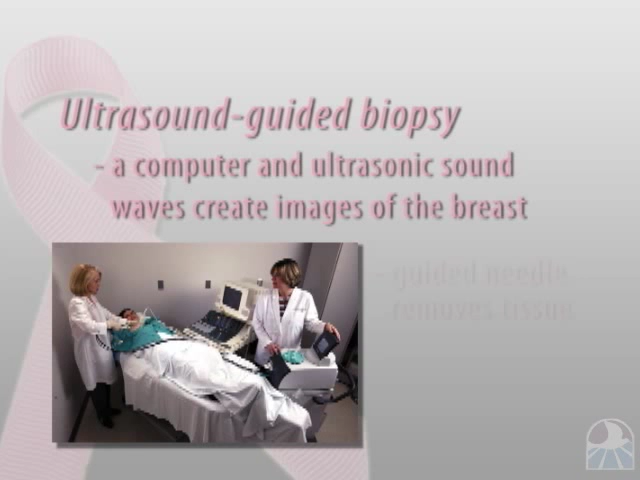 Ultrasound-guided biopsy
- a computer and ultrasonic sound
waves create images of the breast
- guided needle
removes tissue